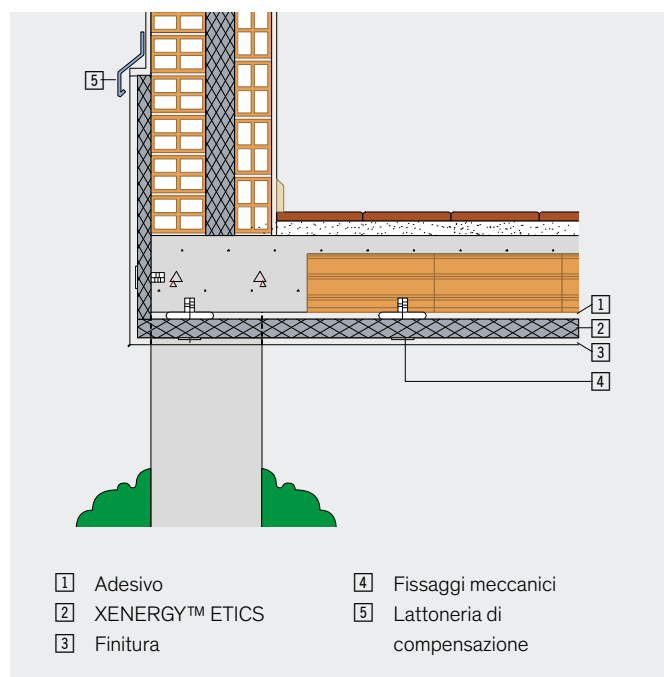 5
1
2
3
4
1 Adesivo
2 XENERGY™ ETICS
3 Finitura
4 Fissaggi meccanici
5 Lattoneria di
compensazione